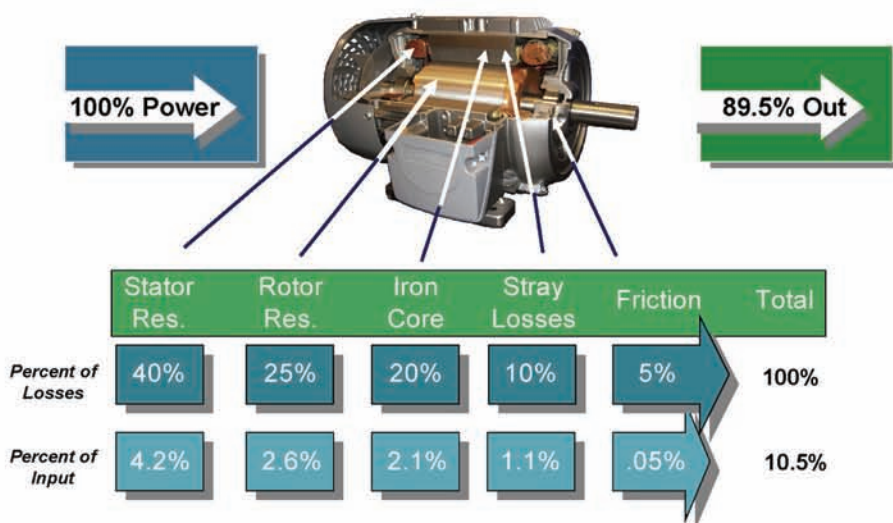 100% Power
89.5% Out
Stator Res.
Rotor Res.
Iron Core
Stray Losses
Friction
Total
Percent of Losses
40%
25%
20%
10%
5%
100%
Percent of Input
4.2%
2.6%
2.1%
1.1%
.05%
10.5%